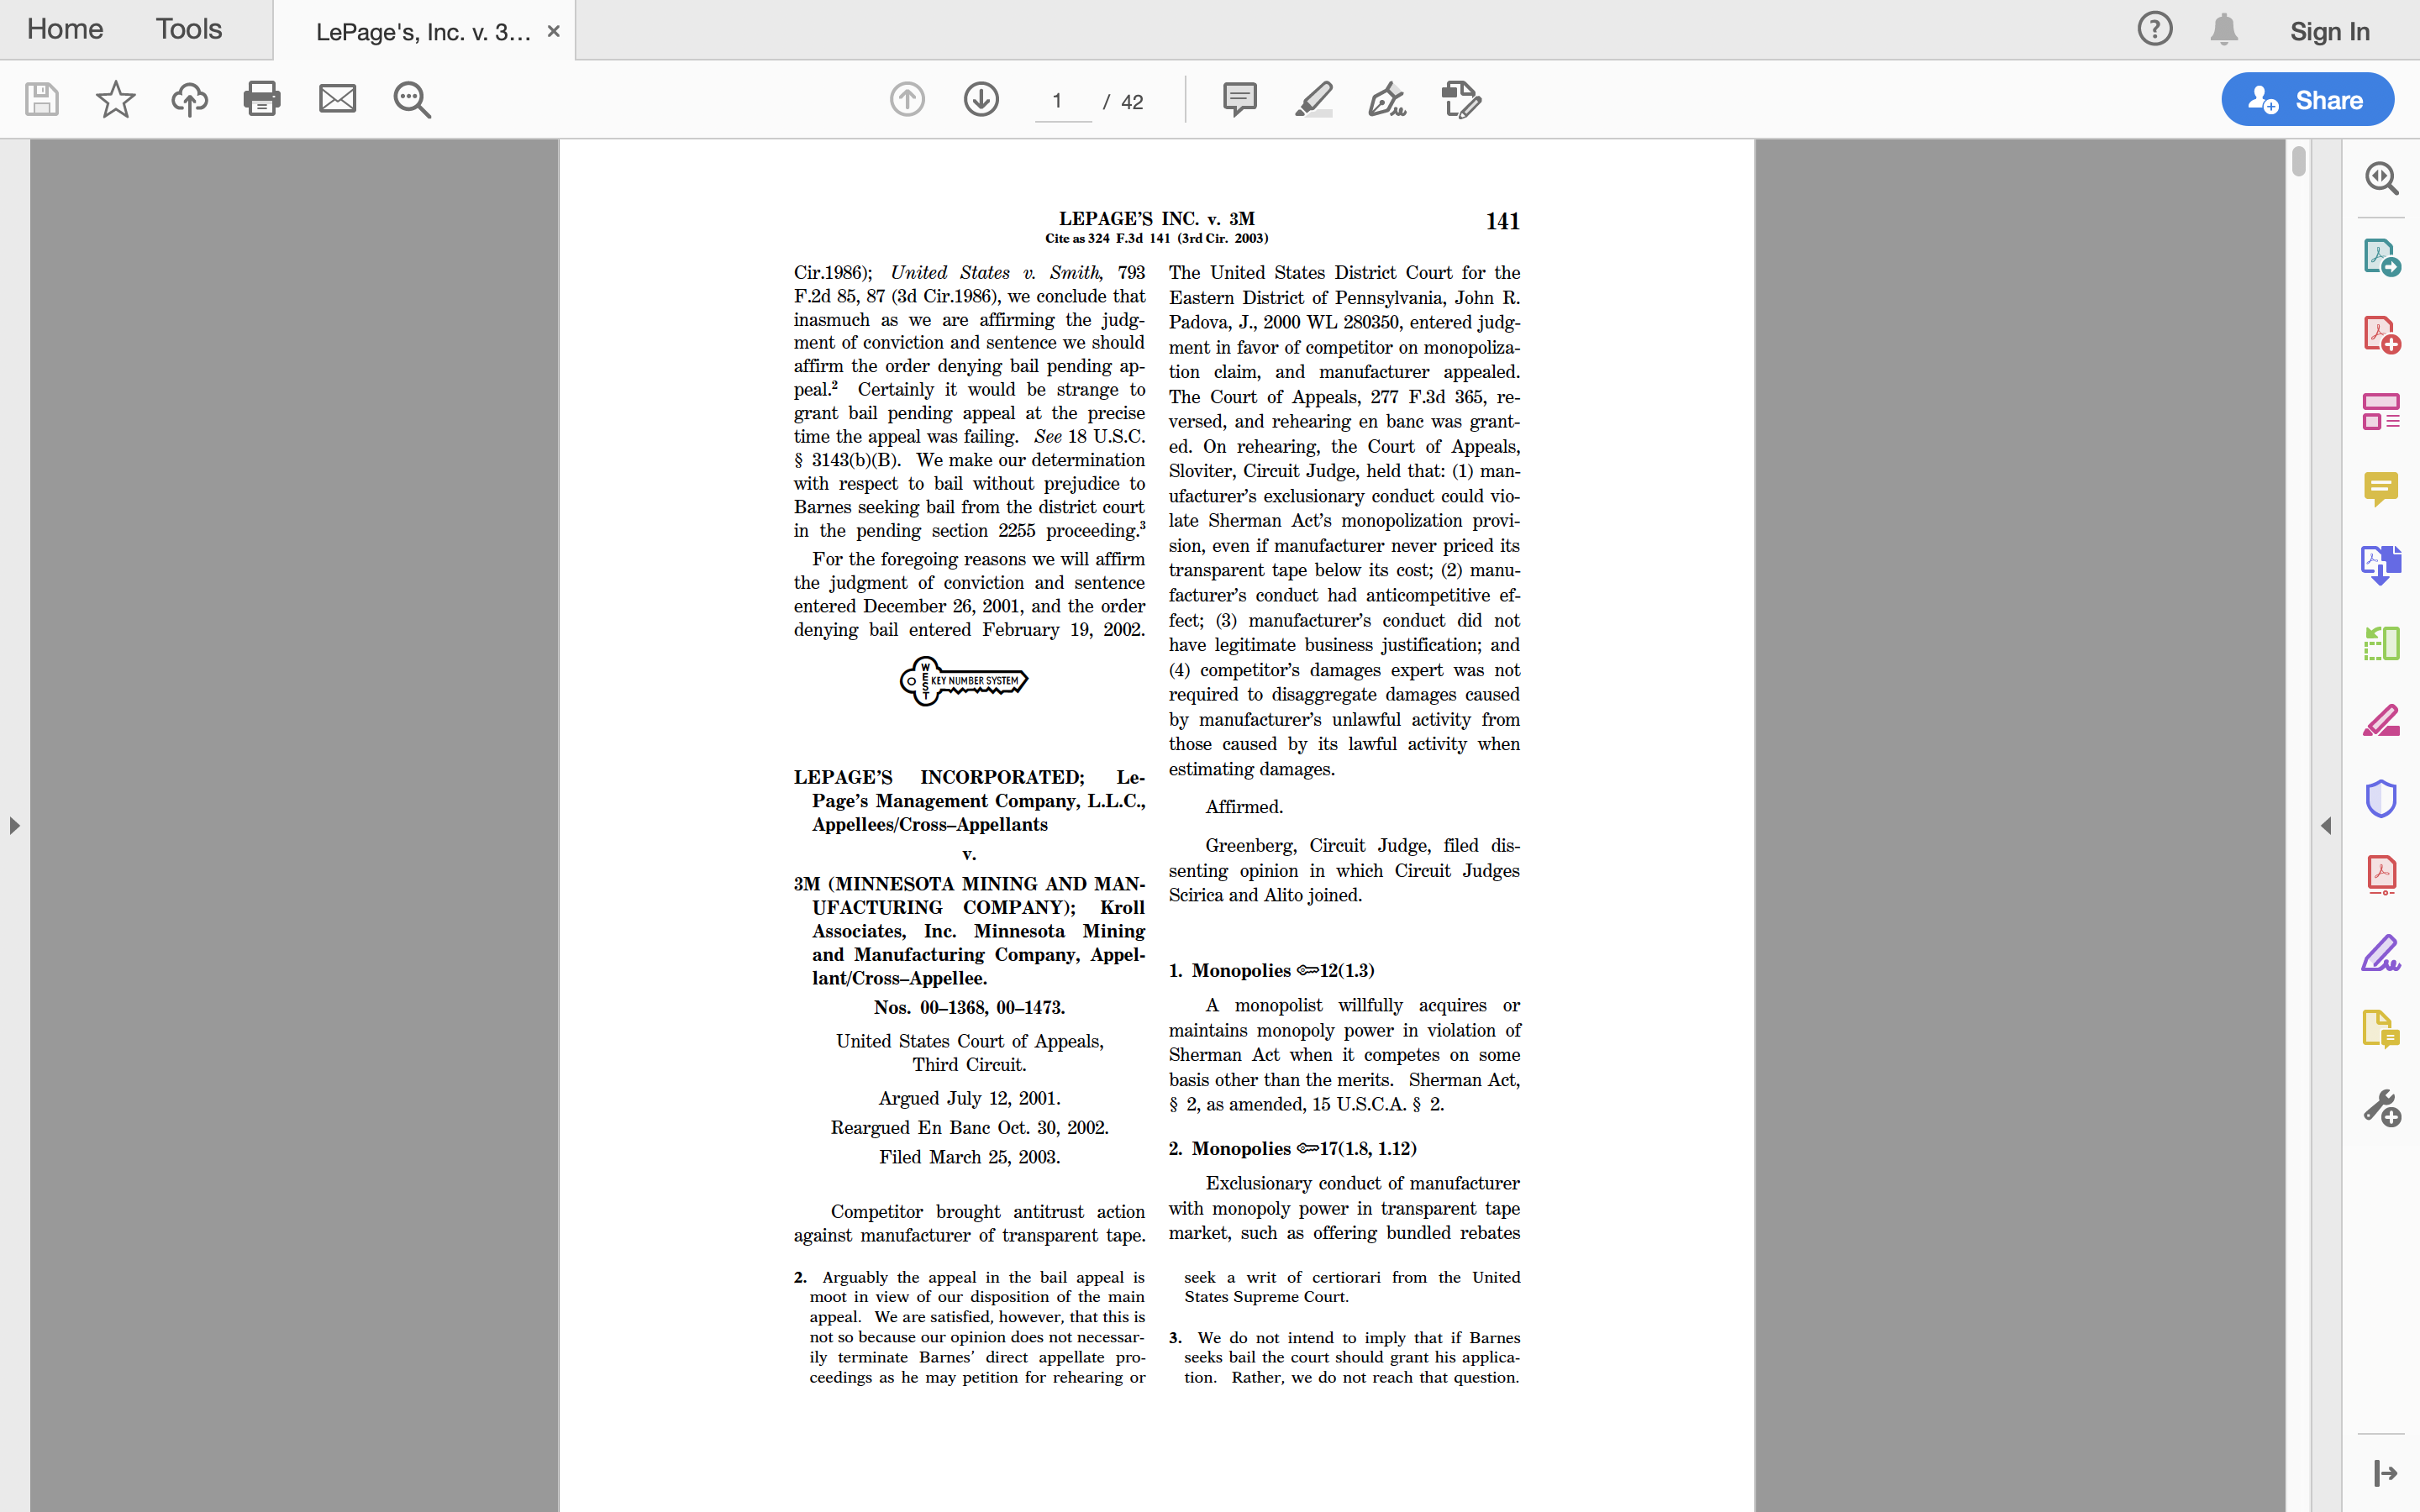 Home
Tools
LePage's, Inc. v. 3...
×
?
Sign In
1 / 42
Share
LEPAGE'S INC. v. 3M
Cite as 324 F.3d 141 (3rd Cir. 2003)
141
Cir.1986); United States v. Smith, 793
F.2d 85, 87 (3d Cir.1986), we conclude that
inasmuch as we are affirming the judg-
ment of conviction and sentence we should
affirm the order denying bail pending ap-
peal.2 Certainly it would be strange to
grant bail pending appeal at the precise
time the appeal was failing. See 18 U.S.C.
§ 3143(b)(B). We make our determination
with respect to bail without prejudice to
Barnes seeking bail from the district court
in the pending section 2255 proceeding.3
For the foregoing reasons we will affirm
the judgment of conviction and sentence
entered December 26, 2001, and the order
denying bail entered February 19, 2002.
WEST KEY NUMBER SYSTEM
LEPAGE'S INCORPORATED; Le-
Page's Management Company, L.L.C.,
Appellees/Cross–Appellants
v.
3M (MINNESOTA MINING AND MAN-
UFACTURING COMPANY); Kroll
Associates, Inc. Minnesota Mining
and Manufacturing Company, Appel-
lant/Cross–Appellee.
Nos. 00–1368, 00–1473.
United States Court of Appeals,
Third Circuit.
Argued July 12, 2001.
Reargued En Banc Oct. 30, 2002.
Filed March 25, 2003.
Competitor brought antitrust action
against manufacturer of transparent tape.
The United States District Court for the
Eastern District of Pennsylvania, John R.
Padova, J., 2000 WL 280350, entered judg-
ment in favor of competitor on monopoliza-
tion claim, and manufacturer appealed.
The Court of Appeals, 277 F.3d 365, re-
versed, and rehearing en banc was grant-
ed. On rehearing, the Court of Appeals,
Sloviter, Circuit Judge, held that: (1) man-
ufacturer's exclusionary conduct could vio-
late Sherman Act's monopolization provi-
sion, even if manufacturer never priced its
transparent tape below its cost; (2) manu-
facturer's conduct had anticompetitive ef-
fect; (3) manufacturer's conduct did not
have legitimate business justification; and
(4) competitor's damages expert was not
required to disaggregate damages caused
by manufacturer's unlawful activity from
those caused by its lawful activity when
estimating damages.
Affirmed.
Greenberg, Circuit Judge, filed dis-
senting opinion in which Circuit Judges
Scirica and Alito joined.
1. Monopolies 12(1.3)
A monopolist willfully acquires or
maintains monopoly power in violation of
Sherman Act when it competes on some
basis other than the merits. Sherman Act,
§ 2, as amended, 15 U.S.C.A. § 2.
2. Monopolies 17(1.8, 1.12)
Exclusionary conduct of manufacturer
with monopoly power in transparent tape
market, such as offering bundled rebates
2. Arguably the appeal in the bail appeal is
moot in view of our disposition of the main
appeal. We are satisfied, however, that this is
not so because our opinion does not necessar-
ily terminate Barnes' direct appellate pro-
ceedings as he may petition for rehearing or
seek a writ of certiorari from the United
States Supreme Court.
3. We do not intend to imply that if Barnes
seeks bail the court should grant his applica-
tion. Rather, we do not reach that question.